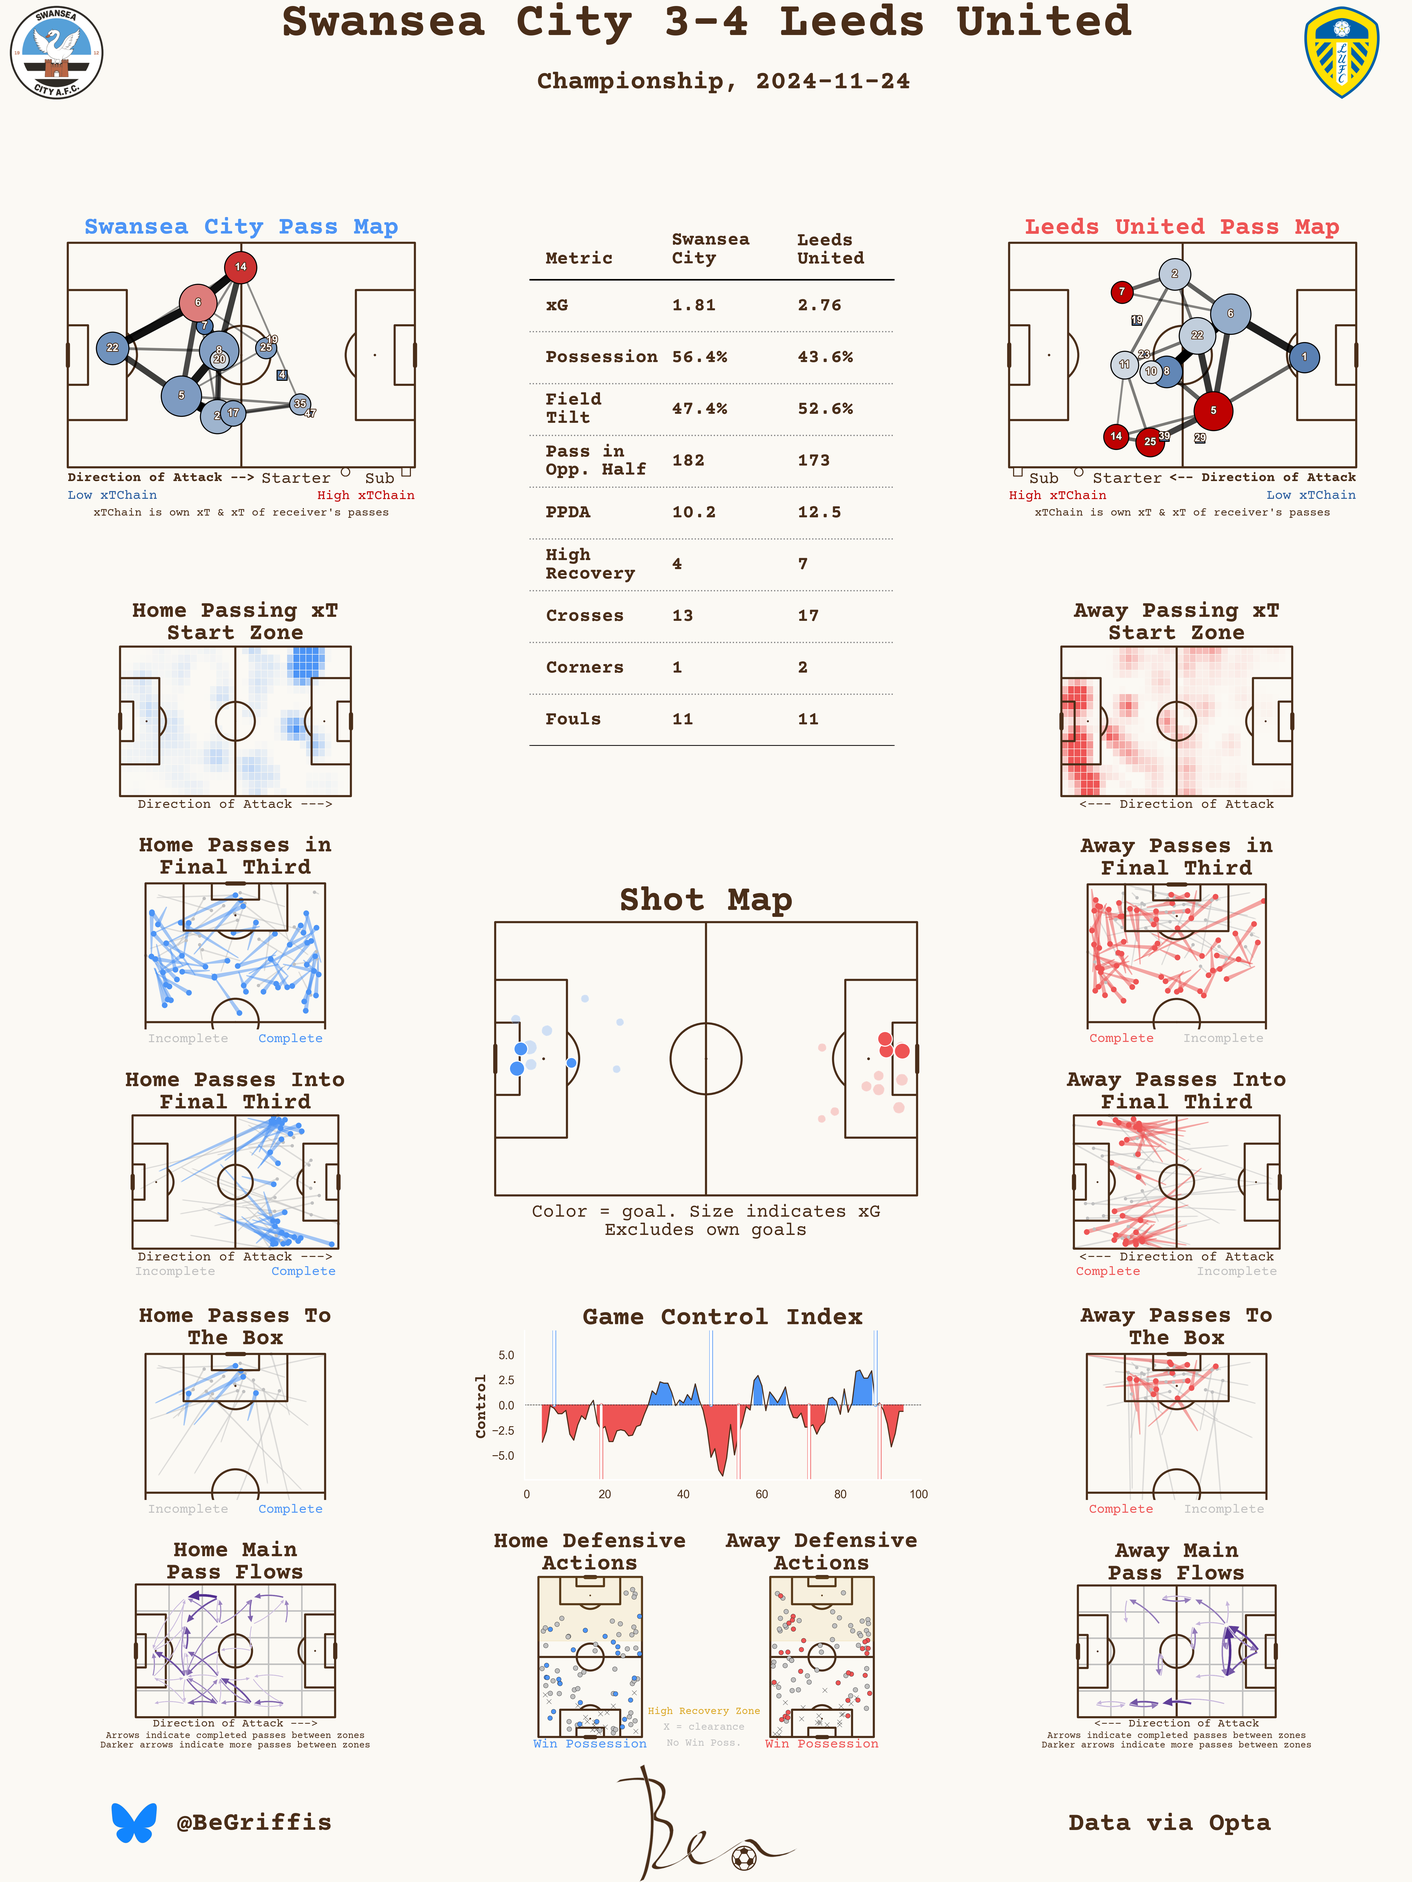 Swansea City 3-4 Leeds United
Championship, 2024-11-24
SWANSEA
CITY A.F.C.
LUFC
Swansea City Pass Map
14
6
7
22
8
20
25
19
4
5
2
17
35
47
Direction of Attack --> Starter Sub
Low xTChain High xTChain
xTChain is own xT & xT of receiver's passes
Metric Swansea City Leeds United
xG 1.81 2.76
Possession 56.4% 43.6%
Field Tilt 47.4% 52.6%
Pass in Opp. Half 182 173
PPDA 10.2 12.5
High Recovery 4 7
Crosses 13 17
Corners 1 2
Fouls 11 11
Leeds United Pass Map
2
7
19
6
22
23
11
10
8
1
5
14
25
39
29
Sub Starter <-- Direction of Attack
High xTChain Low xTChain
xTChain is own xT & xT of receiver's passes
Home Passing xT
Start Zone
Direction of Attack --->
Away Passing xT
Start Zone
<--- Direction of Attack
Home Passes in
Final Third
Incomplete Complete
Away Passes in
Final Third
Complete Incomplete
Shot Map
Color = goal. Size indicates xG
Excludes own goals
Home Passes Into
Final Third
Direction of Attack --->
Incomplete Complete
Away Passes Into
Final Third
<--- Direction of Attack
Complete Incomplete
Home Passes To
The Box
Incomplete Complete
Game Control Index
Control
5.0
2.5
0.0
−2.5
−5.0
0 20 40 60 80 100
Away Passes To
The Box
Complete Incomplete
Home Main
Pass Flows
Direction of Attack --->
Arrows indicate completed passes between zones
Darker arrows indicate more passes between zones
Home Defensive
Actions
Win Possession
High Recovery Zone
X = clearance
No Win Poss.
Away Defensive
Actions
Win Possession
Away Main
Pass Flows
<--- Direction of Attack
Arrows indicate completed passes between zones
Darker arrows indicate more passes between zones
@BeGriffis
Ben
Data via Opta